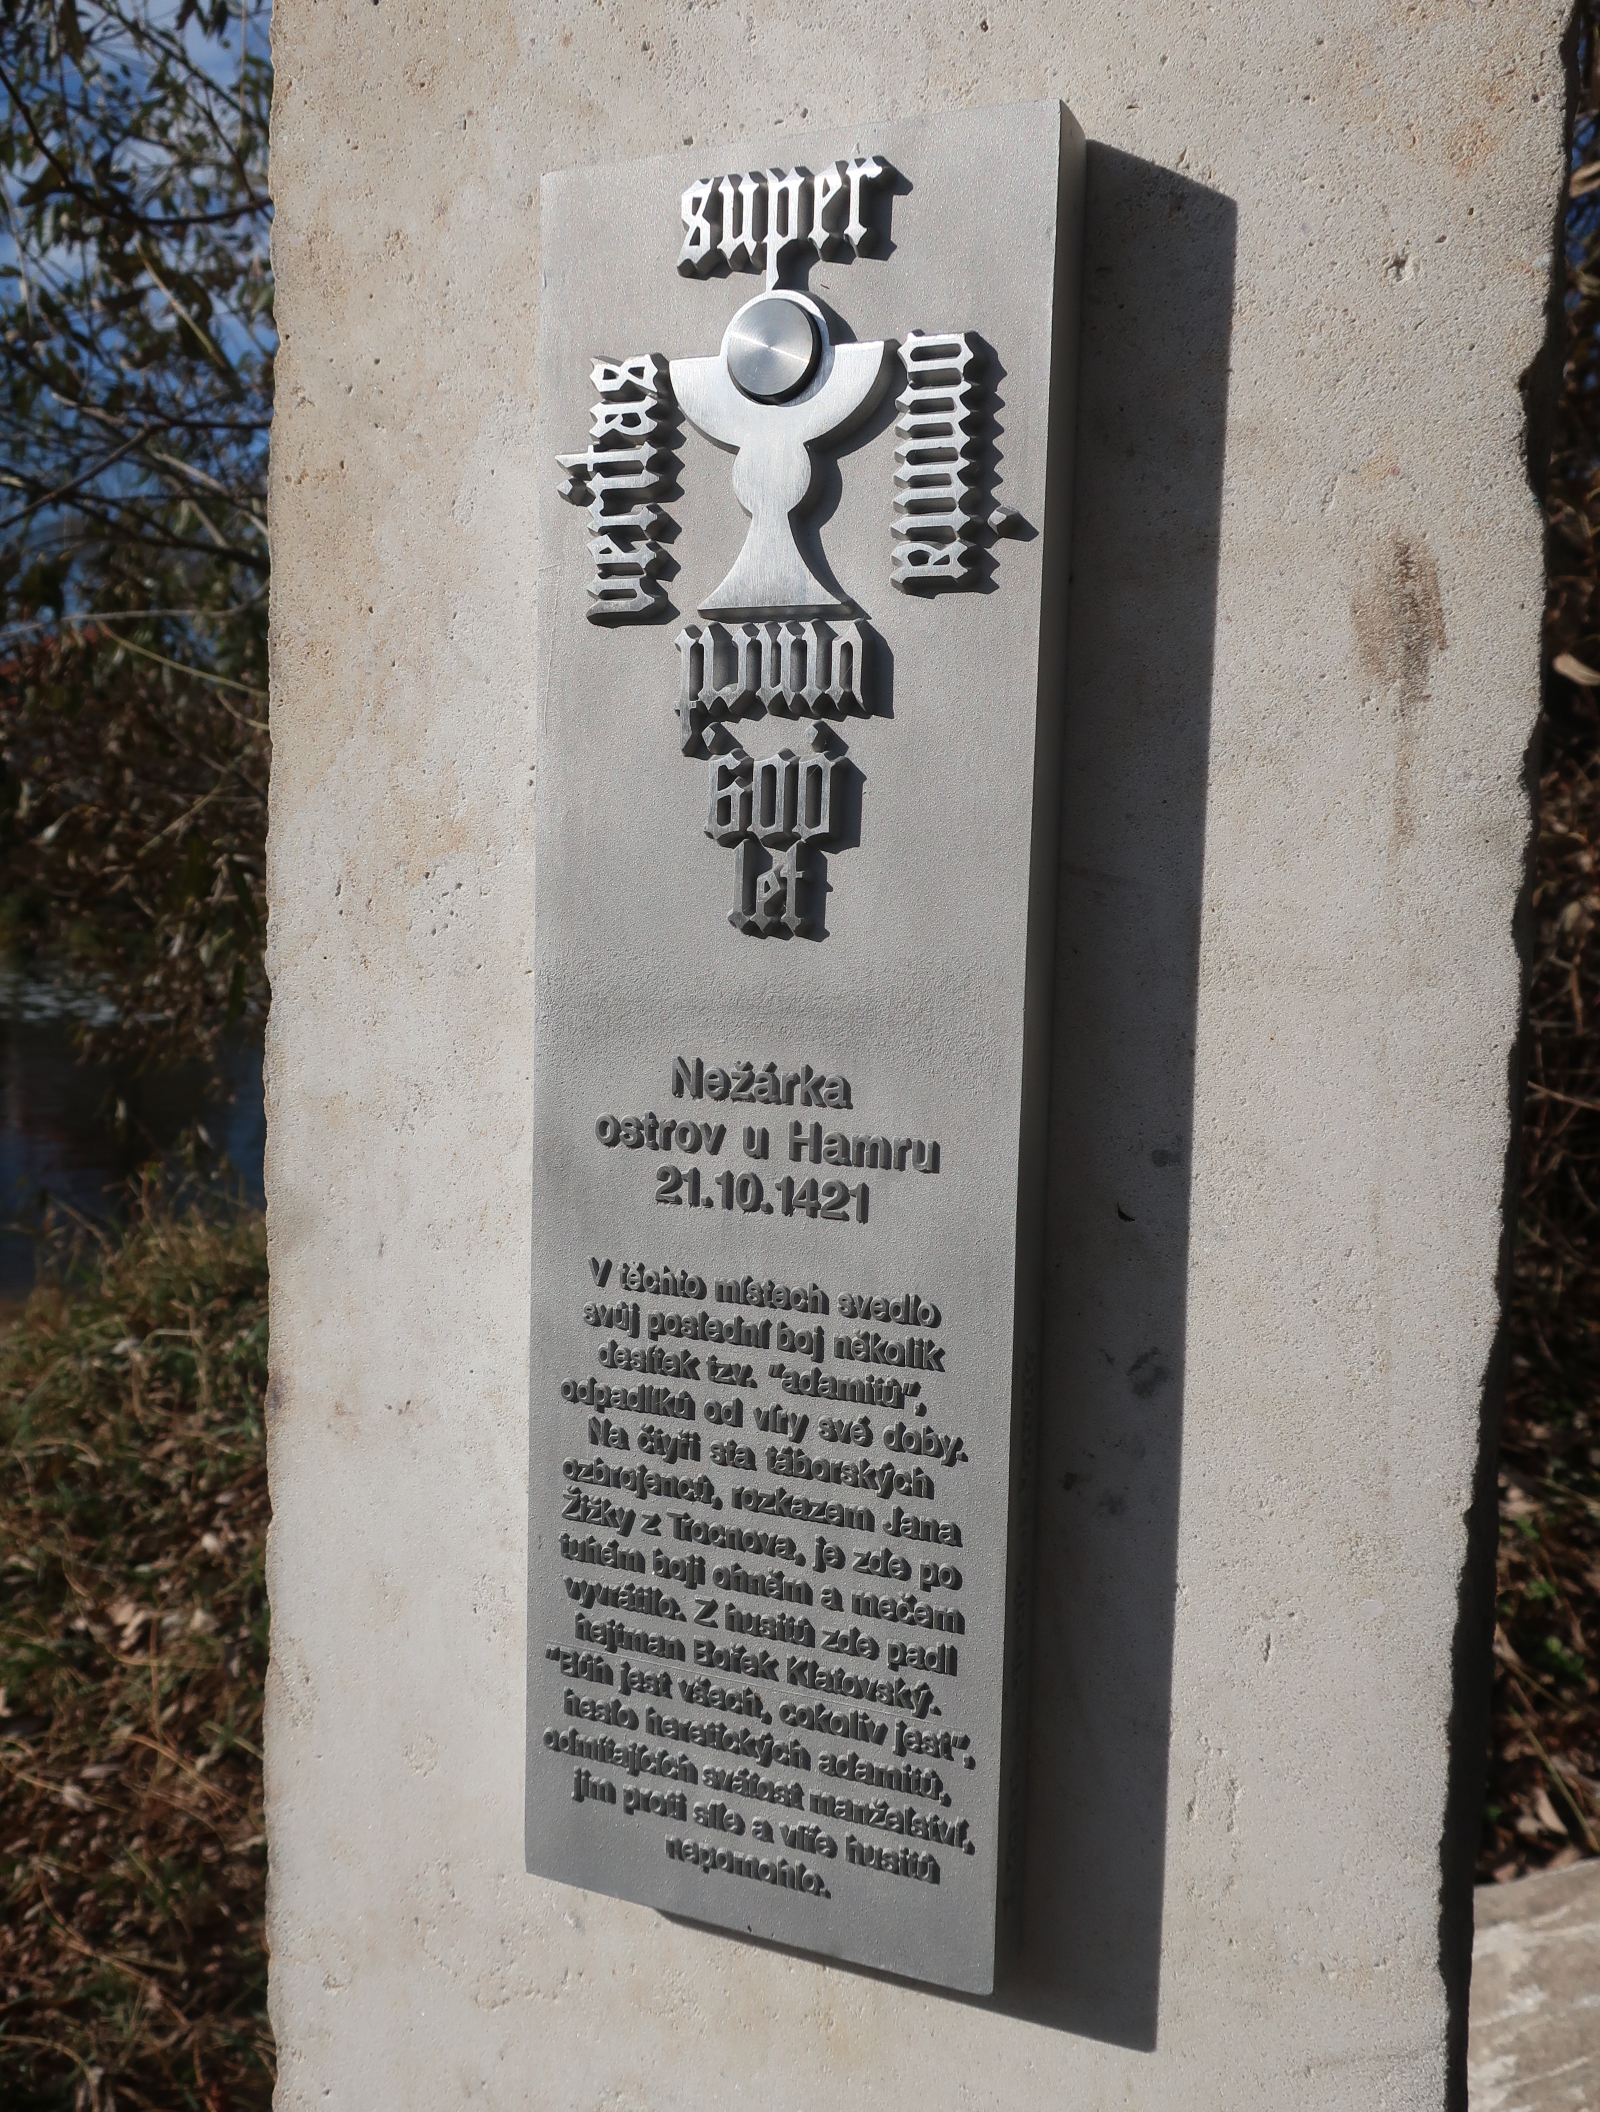 super
veritas
omnia
vincit
600
let
Nežárka
ostrov u Hamru
21.10.1421
V těchto místech svedlo
svůj poslední boj několik
desítek tzv. "adamitů",
odpadlíků od víry své doby.
Na čtyři sta táborských
ozbrojenců, rozkazem Jana
Žižky z Trocnova, je zde po
tuhém boji ohněm a mečem
vyvrátilo. Z husitů zde padl
hejtman Bořek Klatovský.
"Bůh jest všech, cokoliv jest",
heslo heretických adamitů,
odmítajících svátost manželství,
jim proti síle a víře husitů
nepomohlo.